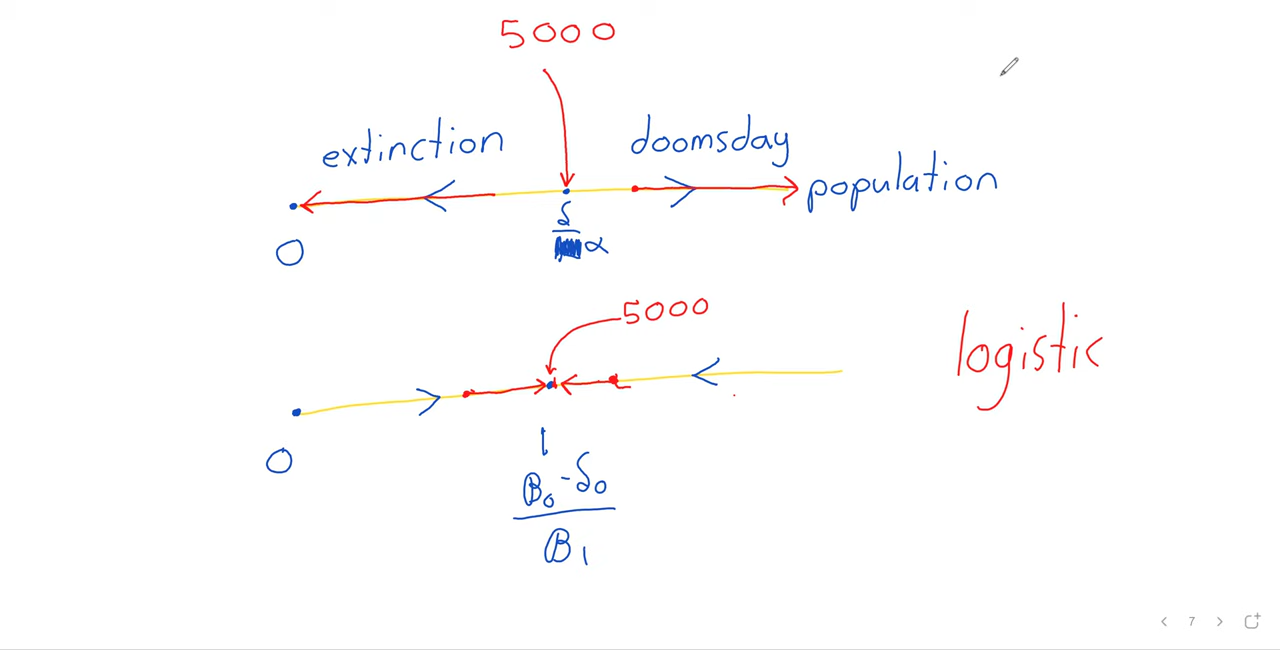 5000
extinction
doomsday
population
δ
α
0
5000
logistic
0
β₀ - δ₀
β₁
7